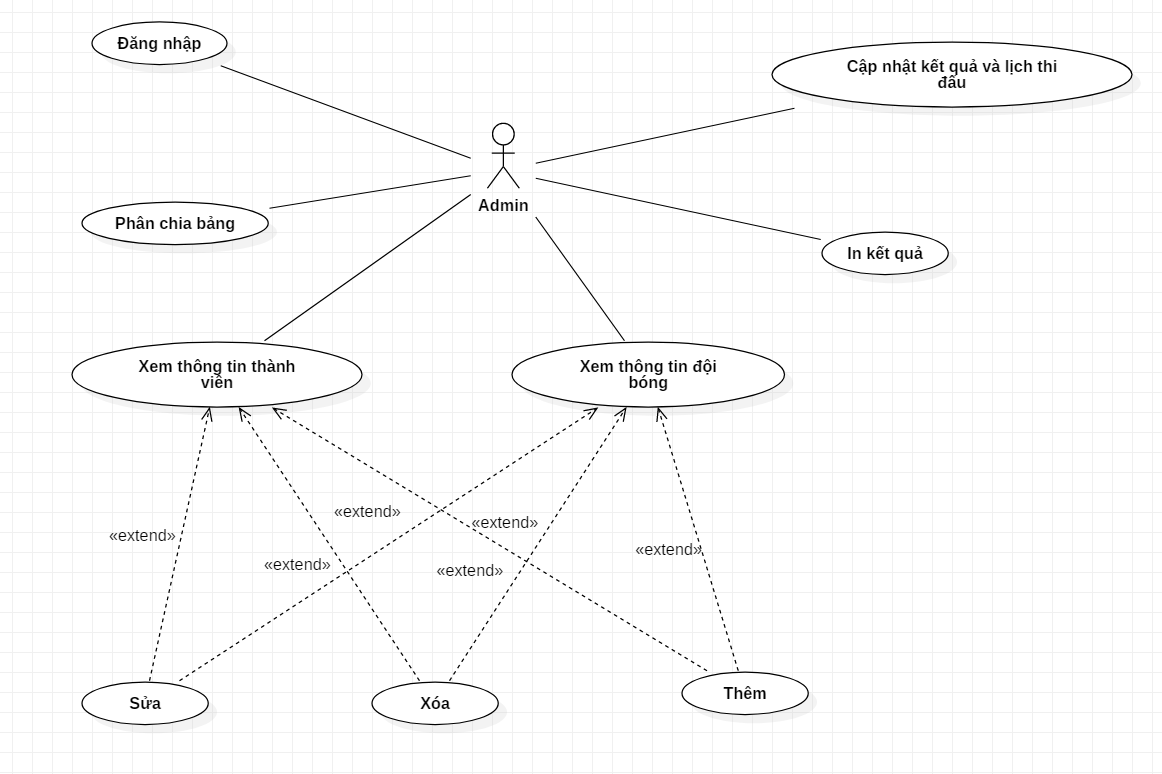 Đăng nhập
Cập nhật kết quả và lịch thi
đấu
Admin
Phân chia bảng
In kết quả
Xem thông tin thành
viên
Xem thông tin đội
bóng
«extend»
«extend»
«extend»
«extend»
«extend»
«extend»
Sửa
Xóa
Thêm